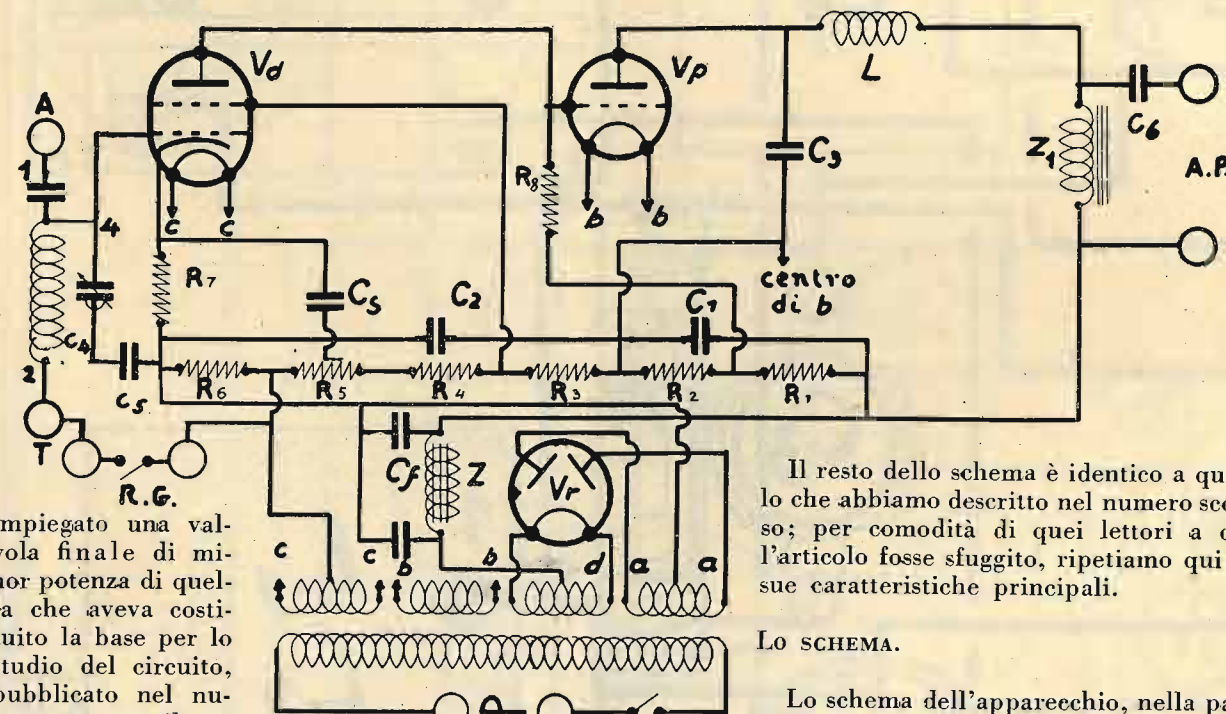 Vd
Vp
L
A
1
4
C4
2
T
C5
R.G.
c c
R7
Cs
C2
R8
b b
C3
centro
di b
C1
Z1
C6
A.P.
R6 R5 R4 R3 R2 R1
Cf
Z
Vr
c c b b d a a
mpiegato una val-
vola finale di mi-
nor potenza di quel-
a che aveva costi-
uito la base per lo
tudio del circuito,
pubblicato nel nu-
Il resto dello schema è identico a que
lo che abbiamo descritto nel numero sco
so; per comodità di quei lettori a c
l'articolo fosse sfuggito, ripetiamo qui
sue caratteristiche principali.
LO SCHEMA.
Lo schema dell'apparecchio, nella p